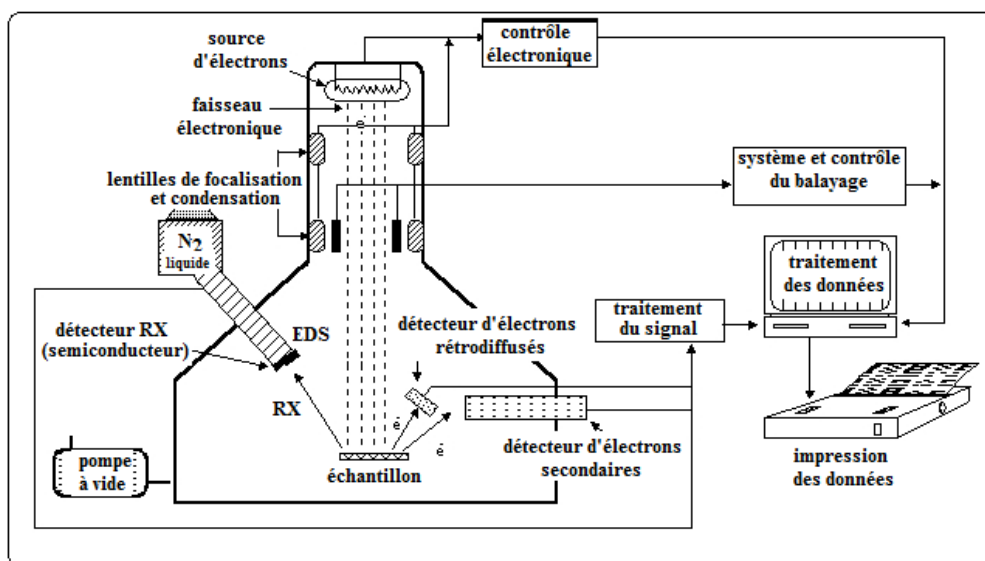 source
d'électrons
contrôle
électronique
faisseau
électronique
e
lentilles de focalisation
et condensation
système et contrôle
du balayage
N2
liquide
traitement
des données
détecteur RX
(semiconducteur)
EDS
détecteur d'électrons
rétrodiffusés
traitement
du signal
RX
é
é
détecteur d'électrons
secondaires
échantillon
pompe
à vide
impression
des données